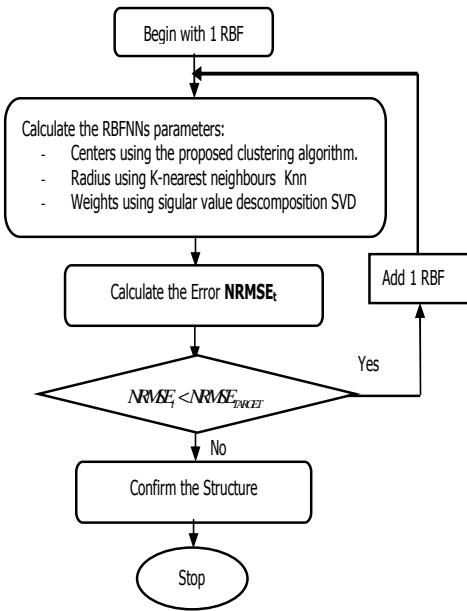 Begin with 1 RBF
Calculate the RBFNNs parameters:
- Centers using the proposed clustering algorithm.
- Radius using K-nearest neighbours Knn
- Weights using sigular value descomposition SVD
Calculate the Error NRMSEt
Add 1 RBF
Yes
NRMSEt < NRMSETARGET
No
Confirm the Structure
Stop